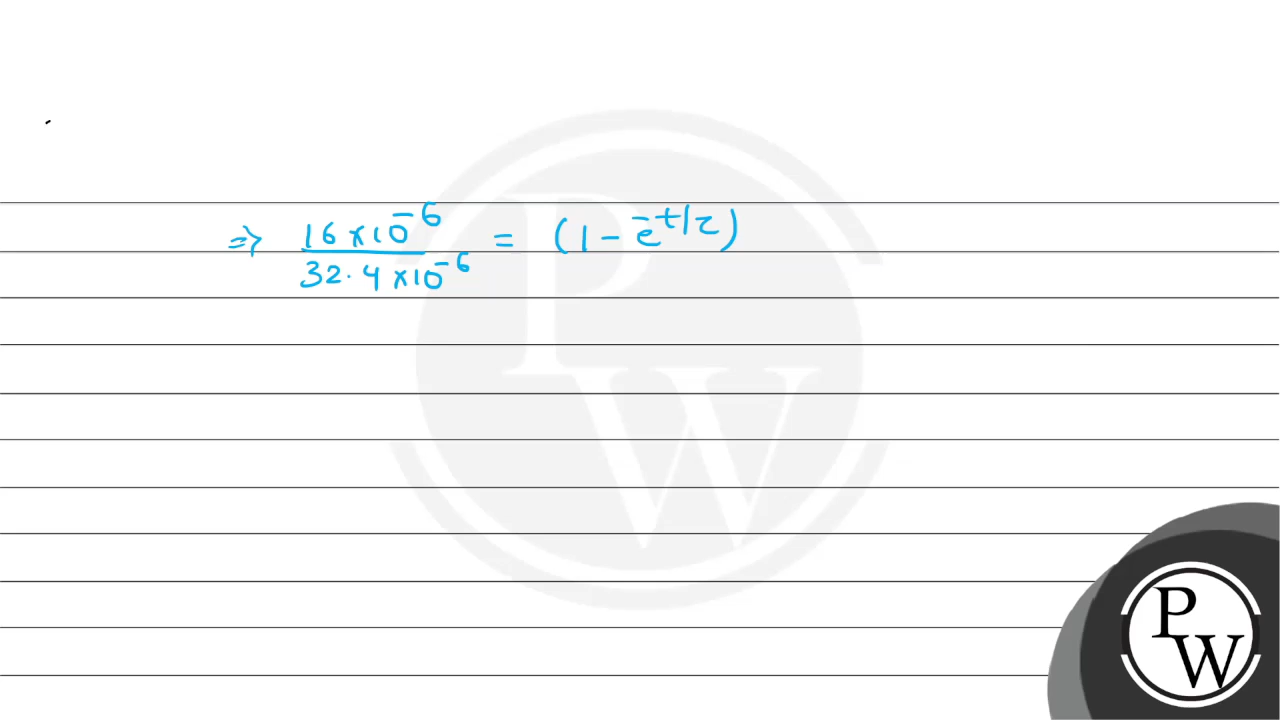 ⇒ 16×10⁻⁶ / 32.4×10⁻⁶ = (1 - e⁻ᵗ/τ)
P
W
P
W